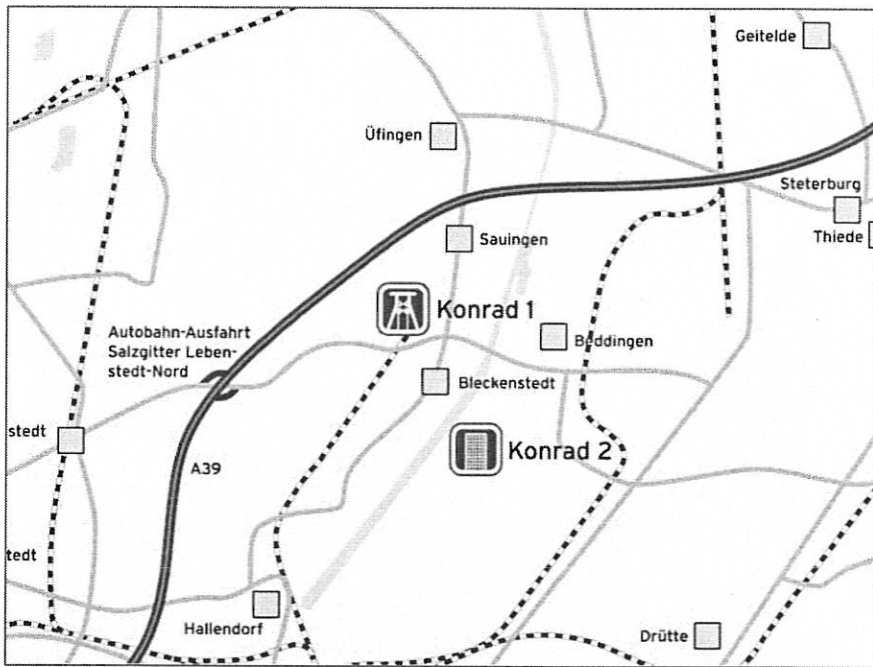 Geitelde
Üfingen
Steterburg
Thiede
Sauingen
Konrad 1
Autobahn-Ausfahrt
Salzgitter Leben-
stedt-Nord
Beddingen
Bleckenstedt
stedt
Konrad 2
A39
tedt
Hallendorf
Drütte